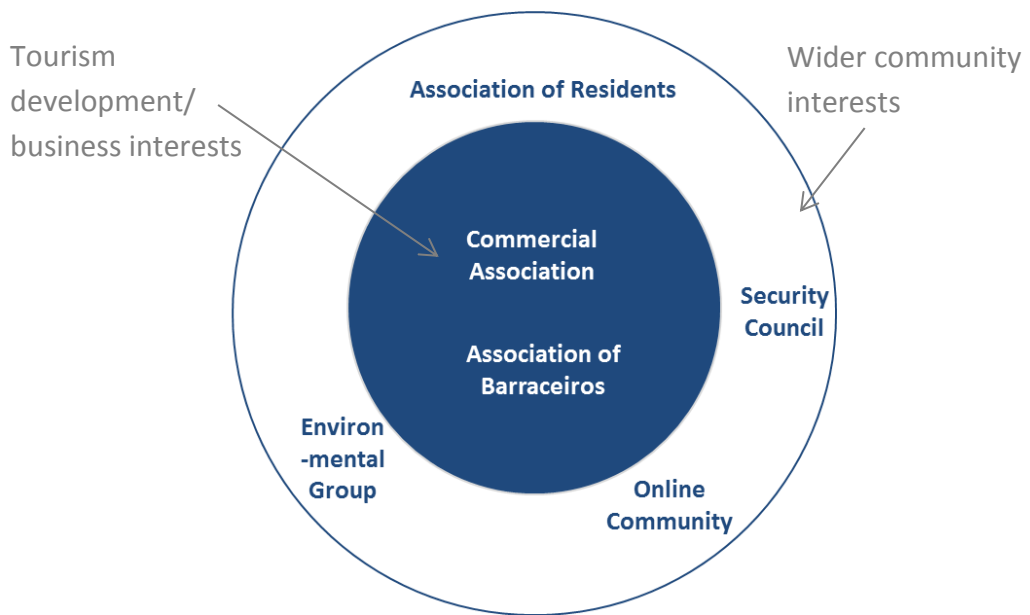 Tourism
development/
business interests
Wider community
interests
Association of Residents
Commercial
Association
Security
Council
Association of
Barraceiros
Environ
-mental
Group
Online
Community